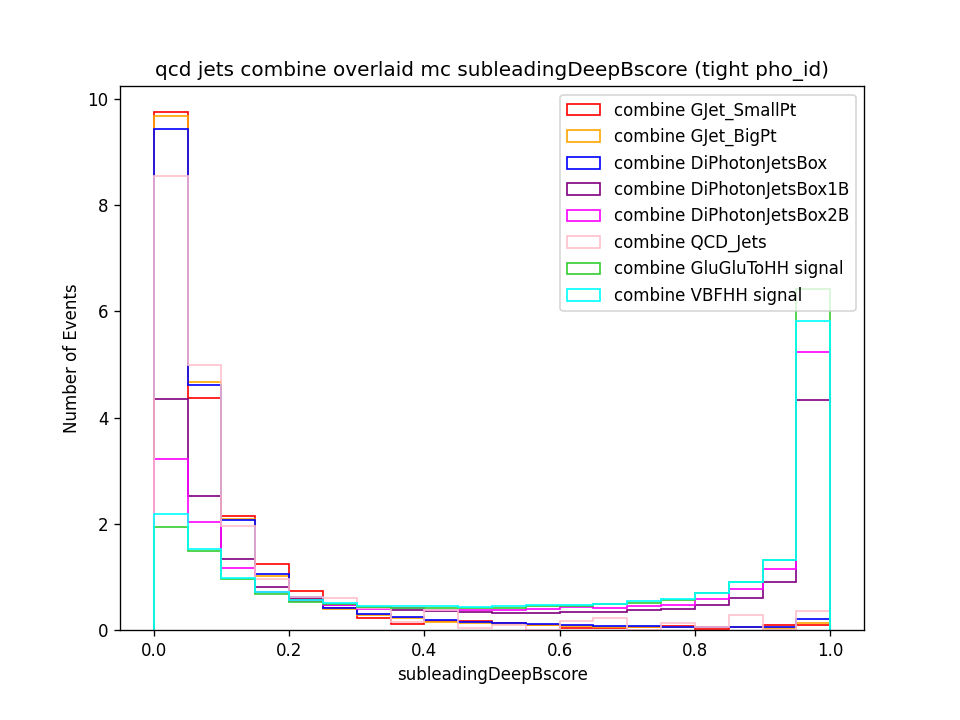 qcd jets combine overlaid mc subleadingDeepBscore (tight pho_id)
combine GJet_SmallPt
combine GJet_BigPt
combine DiPhotonJetsBox
combine DiPhotonJetsBox1B
combine DiPhotonJetsBox2B
combine QCD_Jets
combine GluGluToHH signal
combine VBFHH signal
Number of Events
10
8
6
4
2
0
0.0 0.2 0.4 0.6 0.8 1.0
subleadingDeepBscore